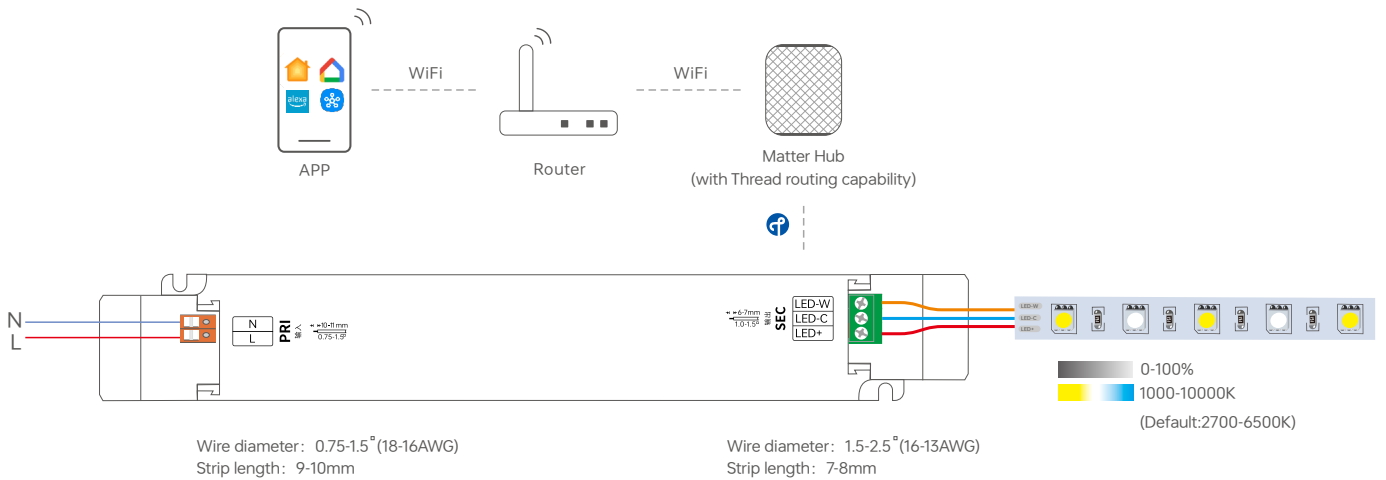 WiFi
WiFi
alexa
APP
Router
Matter Hub
(with Thread routing capability)
N
L
N
L
PRI
输入
10-11mm
0.75-1.5□
6-7mm
1.0-1.5□
输出
SEC
LED-W
LED-C
LED+
LED-W
LED-C
LED+
0-100%
1000-10000K
(Default:2700-6500K)
Wire diameter: 0.75-1.5□(18-16AWG)
Strip length: 9-10mm
Wire diameter: 1.5-2.5□(16-13AWG)
Strip length: 7-8mm